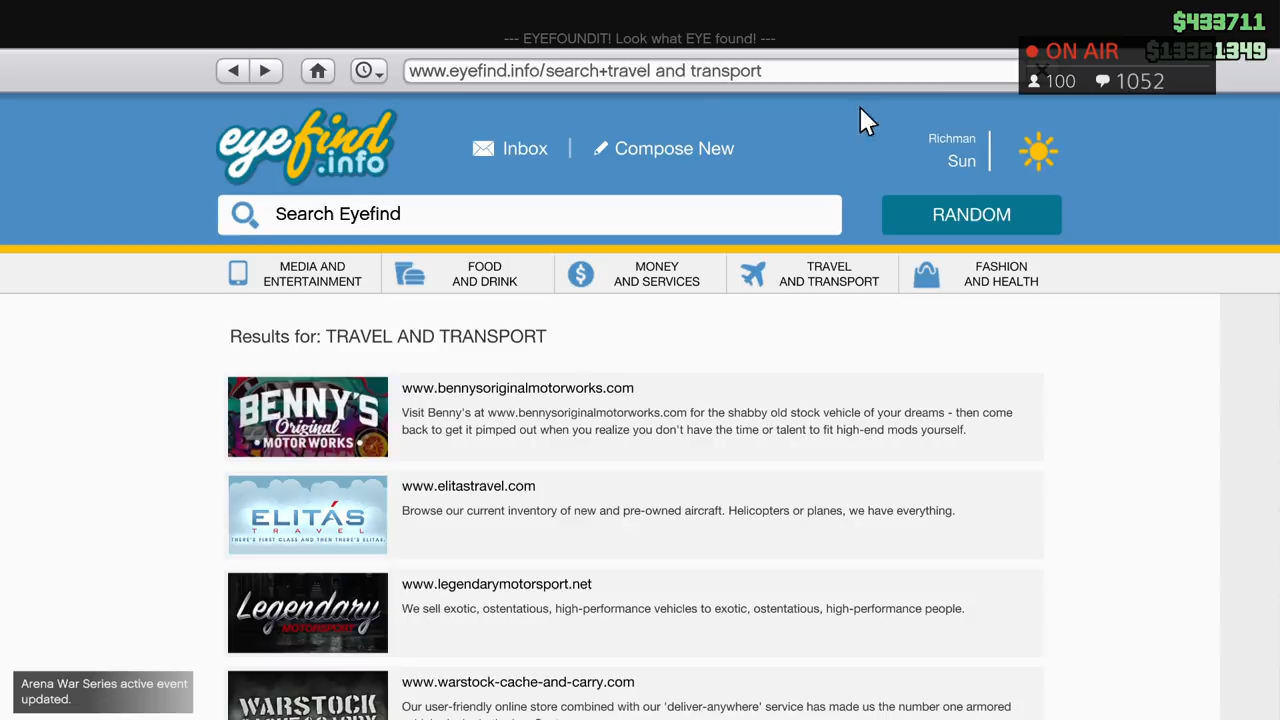 $433711
--- EYEFOUNDIT! Look what EYE found! ---
ON AIR
$13321349
www.eyefind.info/search+travel and transport
100
1052
eyefind
.info
Inbox
Compose New
Richman
Sun
Search Eyefind
RANDOM
MEDIA AND
ENTERTAINMENT
FOOD
AND DRINK
MONEY
AND SERVICES
TRAVEL
AND TRANSPORT
FASHION
AND HEALTH
Results for: TRAVEL AND TRANSPORT
BENNY'S
Original
MOTOR WORKS
www.bennysoriginalmotorworks.com
Visit Benny's at www.bennysoriginalmotorworks.com for the shabby old stock vehicle of your dreams - then come
back to get it pimped out when you realize you don't have the time or talent to fit high-end mods yourself.
ELITÁS
TRAVEL
THERE'S FIRST CLASS AND THEN THERE'S ELITAS.
www.elitastravel.com
Browse our current inventory of new and pre-owned aircraft. Helicopters or planes, we have everything.
Legendary
MOTORSPORT
www.legendarymotorsport.net
We sell exotic, ostentatious, high-performance vehicles to exotic, ostentatious, high-performance people.
WARSTOCK
www.warstock-cache-and-carry.com
Our user-friendly online store combined with our 'deliver-anywhere' service has made us the number one armored
Arena War Series active event
updated.